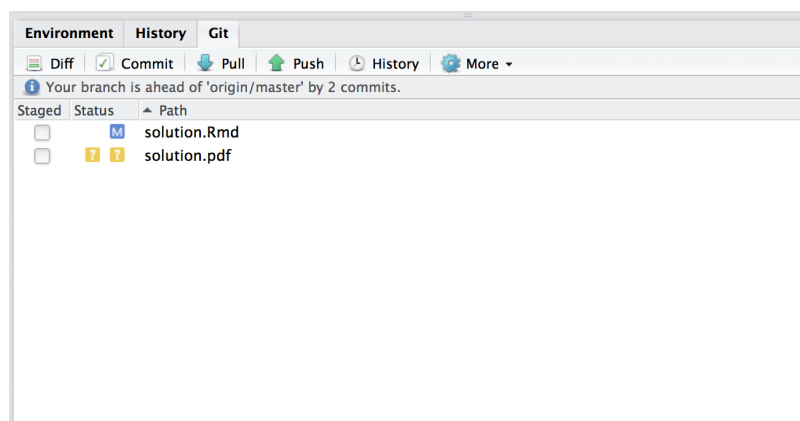 Environment History Git
Diff Commit Pull Push History More
Your branch is ahead of 'origin/master' by 2 commits.
Staged Status Path
M solution.Rmd
? ? solution.pdf